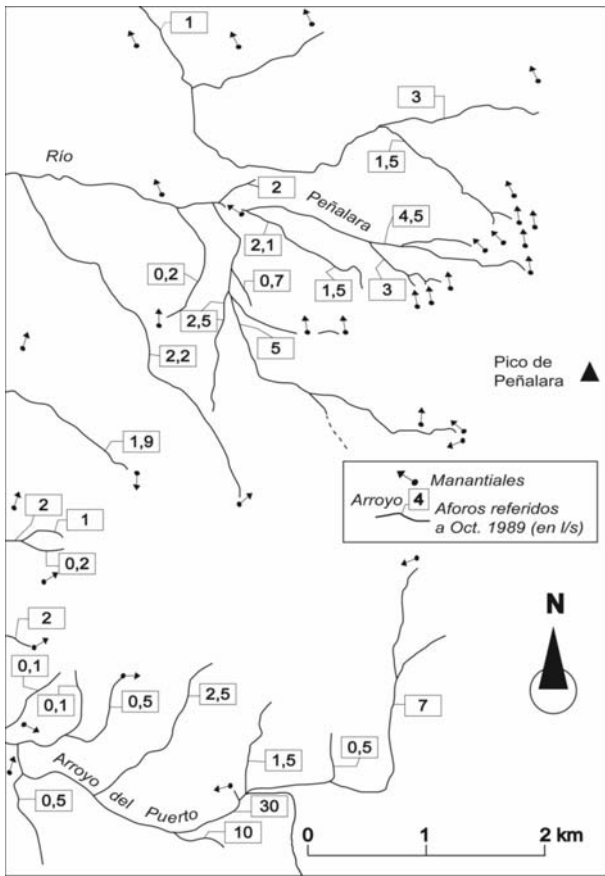 1
3
Río
1,5
2
Peñalara
4,5
2,1
0,2
0,7
1,5
3
2,5
5
2,2
Pico de
Peñalara
1,9
Manantiales
Arroyo 4 Aforos referidos
a Oct. 1989 (en l/s)
2
1
0,2
N
2
0,1
0,1
0,5
2,5
7
1,5
0,5
Arroyo del Puerto
0,5
30
10
0 1 2 km